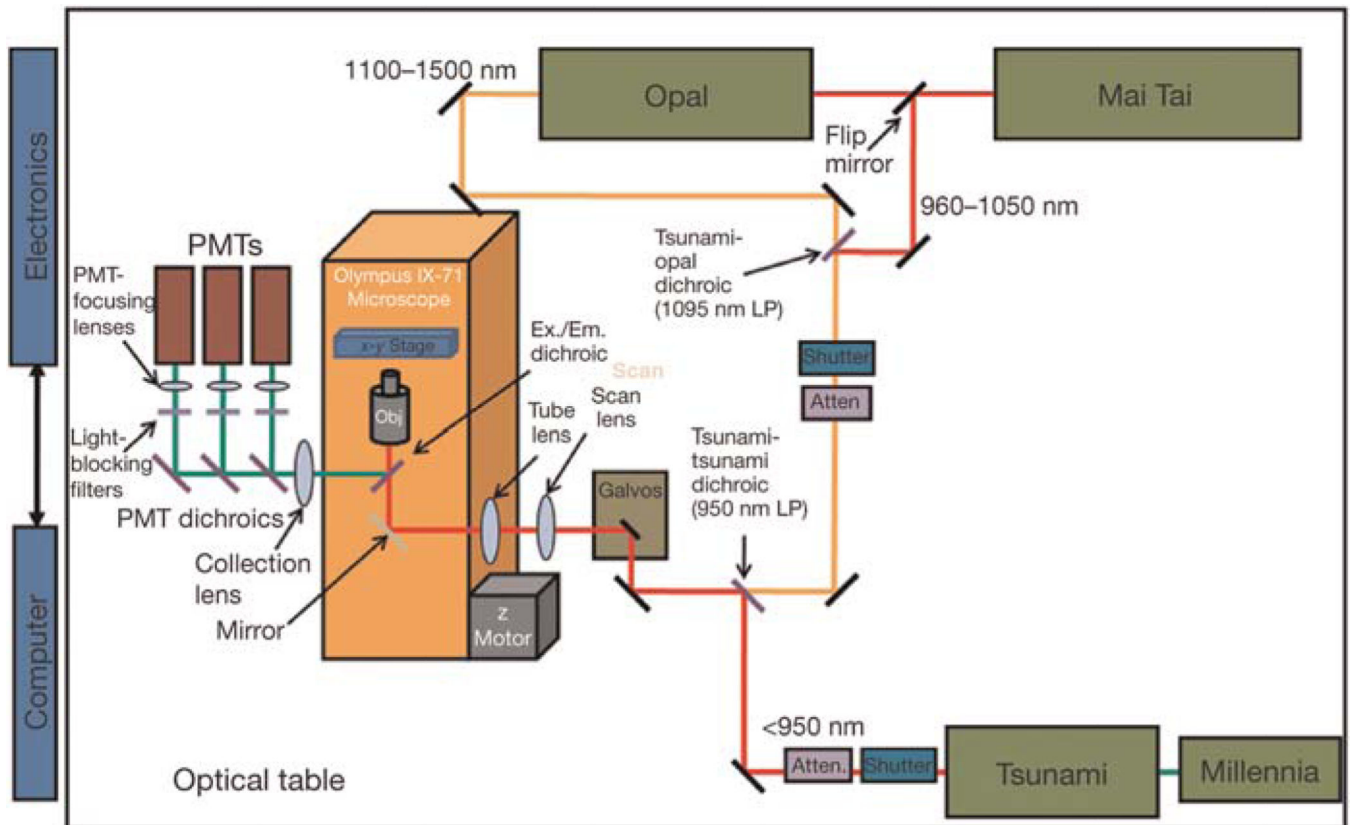 1100–1500 nm
Opal
Mai Tai
Flip
mirror
960–1050 nm
Electronics
PMTs
PMT-
focusing
lenses
Olympus IX-71
Microscope
x-y Stage
Obj
Ex./Em.
dichroic
Scan
Scan
lens
Tube
lens
Tsunami-
opal
dichroic
(1095 nm LP)
Shutter
Atten
Light-
blocking
filters
PMT dichroics
Collection
lens
Mirror
Galvos
Tsunami-
tsunami
dichroic
(950 nm LP)
z
Motor
Computer
Optical table
<950 nm
Atten.
Shutter
Tsunami
Millennia